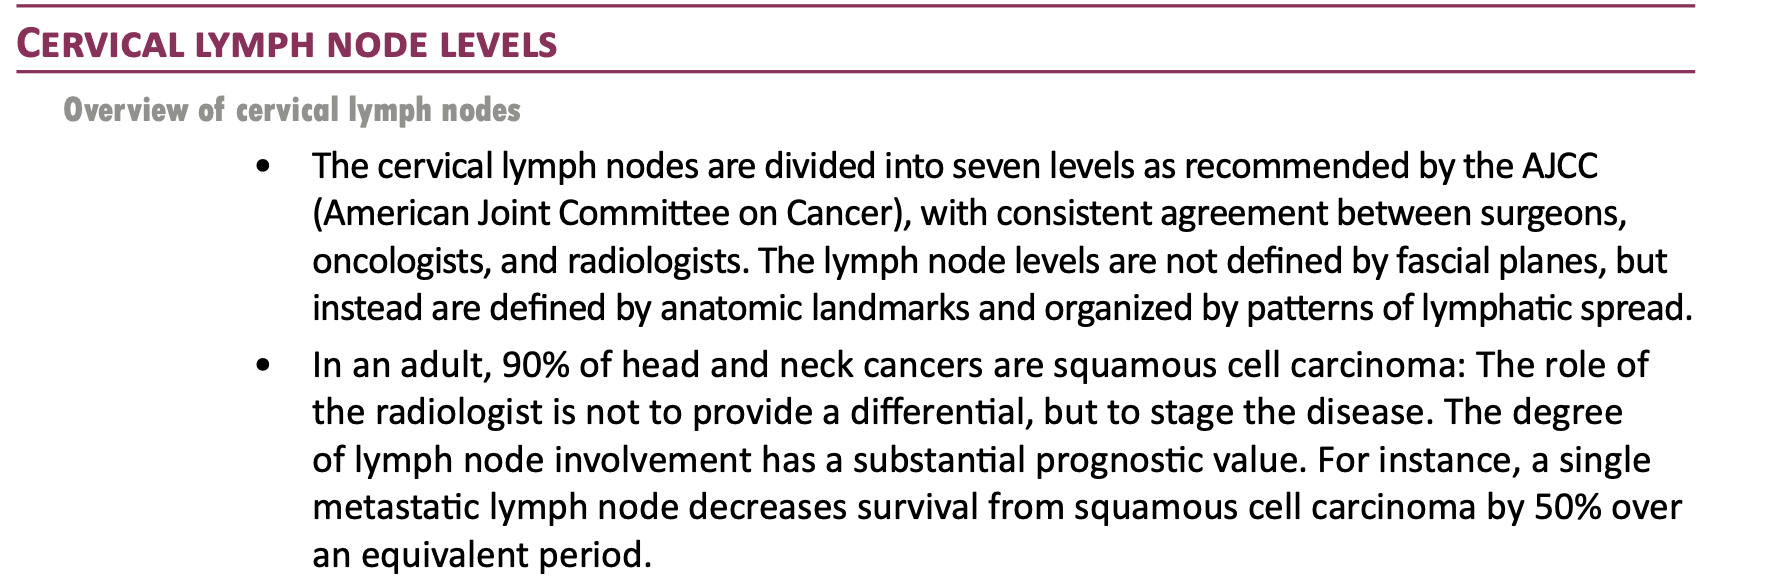 CERVICAL LYMPH NODE LEVELS
Overview of cervical lymph nodes
• The cervical lymph nodes are divided into seven levels as recommended by the AJCC
(American Joint Committee on Cancer), with consistent agreement between surgeons,
oncologists, and radiologists. The lymph node levels are not defined by fascial planes, but
instead are defined by anatomic landmarks and organized by patterns of lymphatic spread.
• In an adult, 90% of head and neck cancers are squamous cell carcinoma: The role of
the radiologist is not to provide a differential, but to stage the disease. The degree
of lymph node involvement has a substantial prognostic value. For instance, a single
metastatic lymph node decreases survival from squamous cell carcinoma by 50% over
an equivalent period.